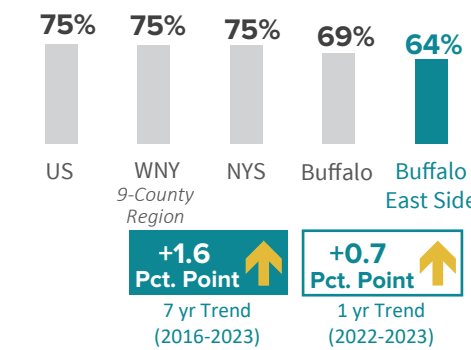 75% 75% 75% 69% 64%
US WNY NYS Buffalo Buffalo
9-County East Side
Region
+1.6 +0.7
Pct. Point Pct. Point
7 yr Trend 1 yr Trend
(2016-2023) (2022-2023)